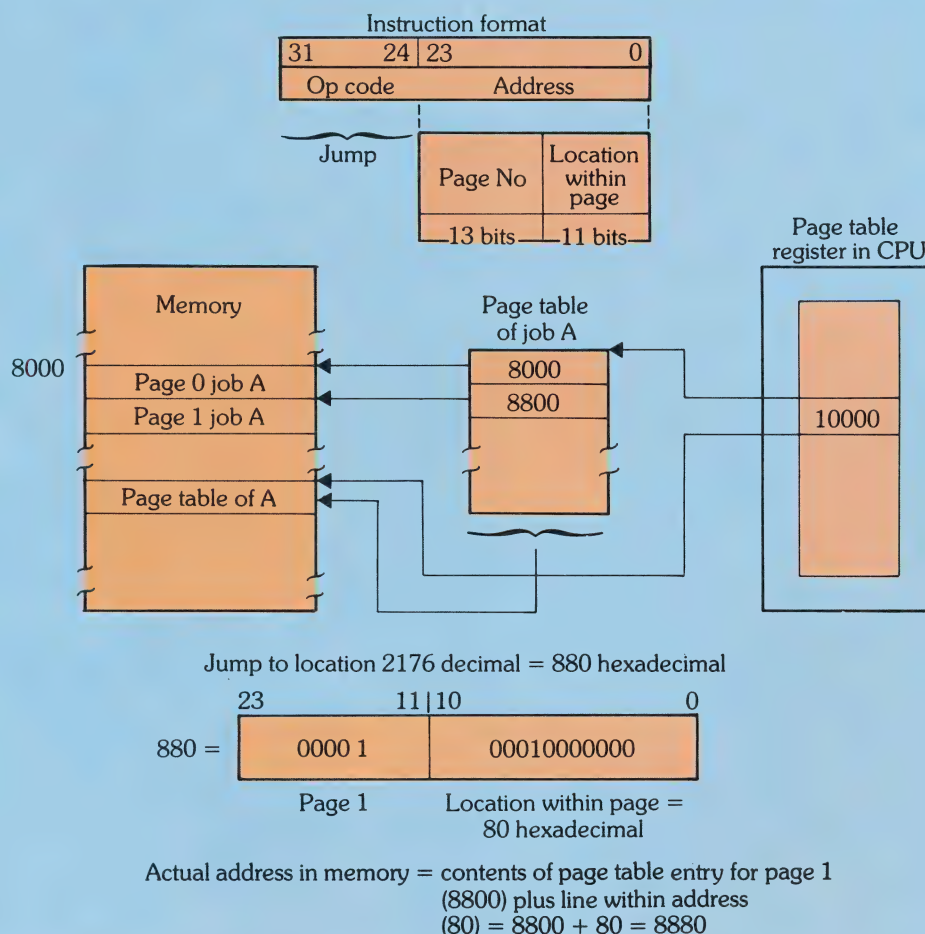 Instruction format
31 24 23 0
Op code Address
Jump
Page No
Location
within
page
13 bits 11 bits
Page table
register in CPU
Memory
Page table
of job A
8000
8000
Page 0 job A
8800
Page 1 job A
10000
Page table of A
Jump to location 2176 decimal = 880 hexadecimal
23 11 10 0
880 = 0000 1 00010000000
Page 1
Location within page =
80 hexadecimal
Actual address in memory = contents of page table entry for page 1
(8800) plus line within address
(80) = 8800 + 80 = 8880